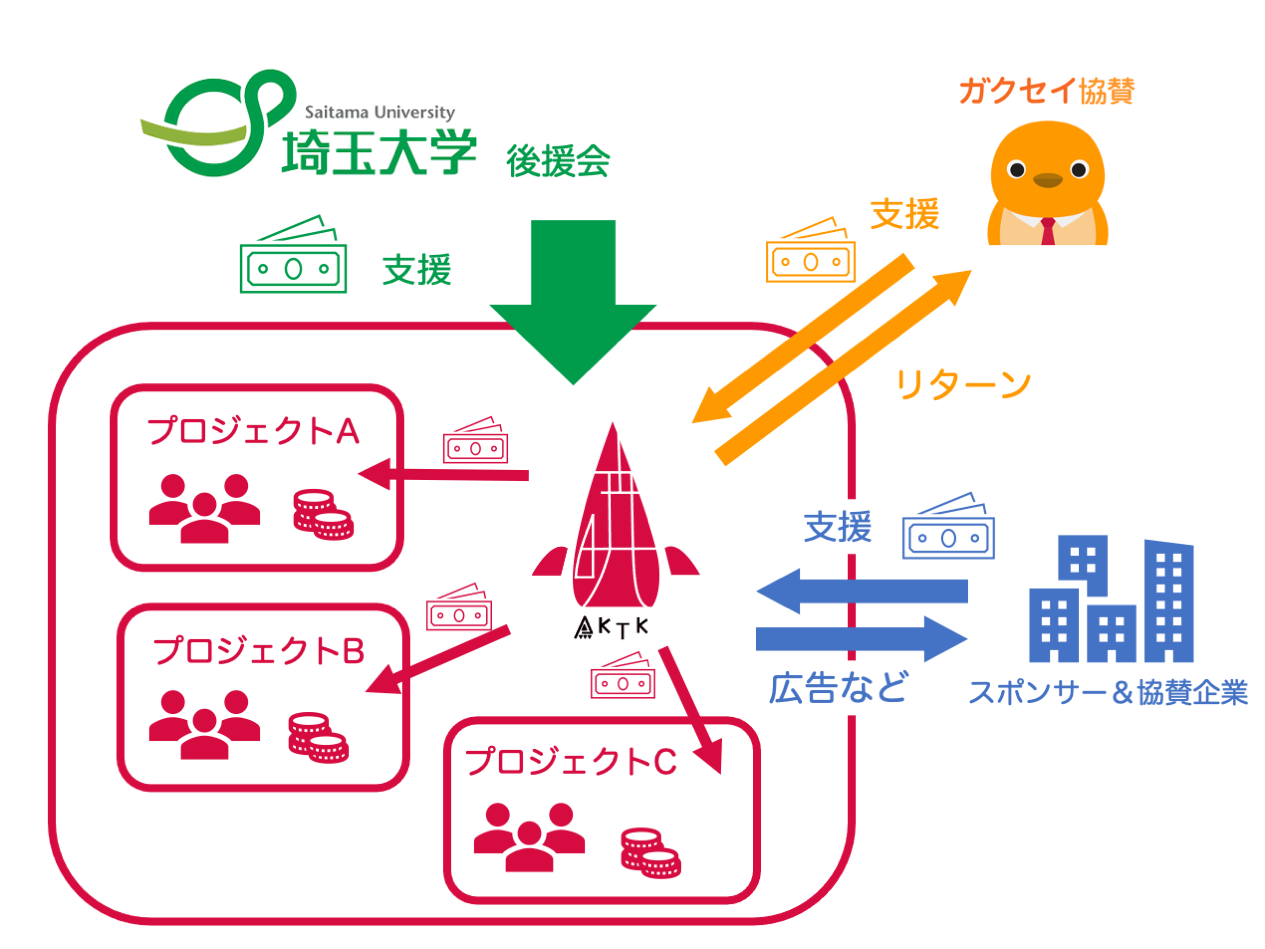 Saitama University
埼玉大学 後援会
ガクセイ協賛
支援
支援
リターン
プロジェクトA
支援
AKTK
プロジェクトB
広告など
スポンサー＆協賛企業
プロジェクトC